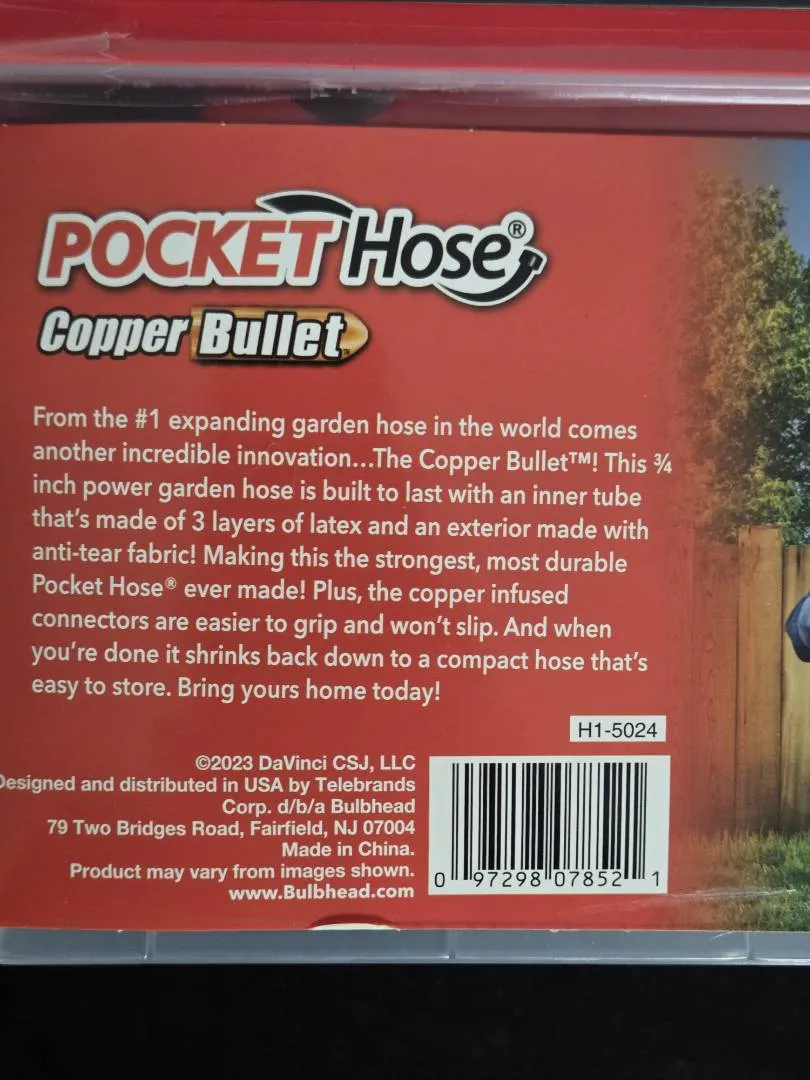 POCKET Hose®
Copper Bullet™
From the #1 expanding garden hose in the world comes
another incredible innovation...The Copper Bullet™! This ¾
inch power garden hose is built to last with an inner tube
that's made of 3 layers of latex and an exterior made with
anti-tear fabric! Making this the strongest, most durable
Pocket Hose® ever made! Plus, the copper infused
connectors are easier to grip and won't slip. And when
you're done it shrinks back down to a compact hose that's
easy to store. Bring yours home today!
H1-5024
©2023 DaVinci CSJ, LLC
Designed and distributed in USA by Telebrands
Corp. d/b/a Bulbhead
79 Two Bridges Road, Fairfield, NJ 07004
Made in China.
Product may vary from images shown.
www.Bulbhead.com
0 97298 07852 1